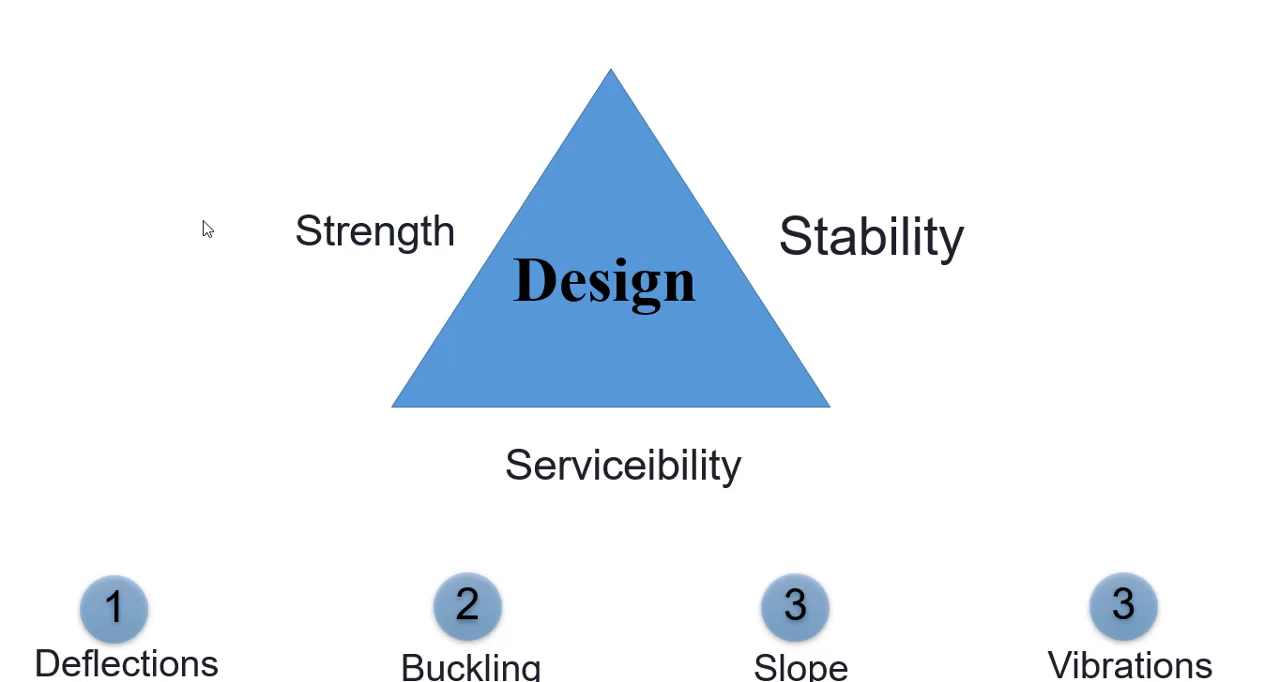 Strength
Stability
Design
Serviceibility
1
2
3
3
Deflections
Buckling
Slope
Vibrations